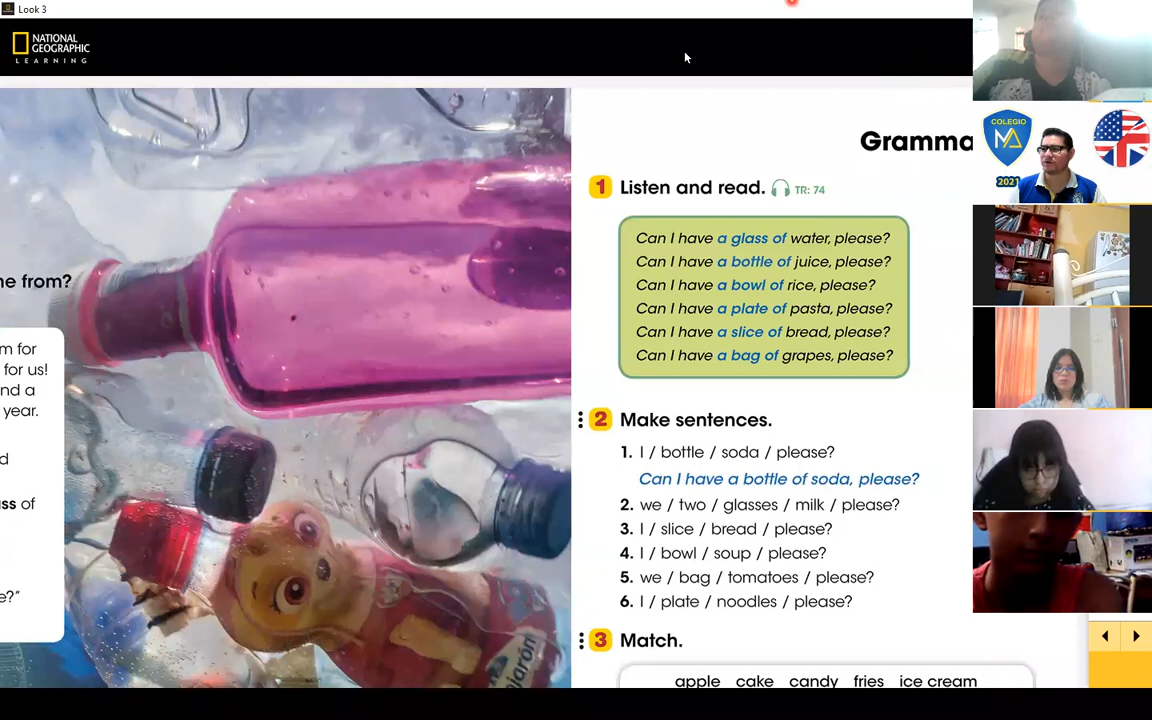 Look 3
NATIONAL
GEOGRAPHIC
LEARNING
ne from?
m for
for us!
nd a
year.
d
ss of
e?"
Gramma
1 Listen and read. TR: 74
Can I have a glass of water, please?
Can I have a bottle of juice, please?
Can I have a bowl of rice, please?
Can I have a plate of pasta, please?
Can I have a slice of bread, please?
Can I have a bag of grapes, please?
2 Make sentences.
1. I / bottle / soda / please?
Can I have a bottle of soda, please?
2. we / two / glasses / milk / please?
3. I / slice / bread / please?
4. I / bowl / soup / please?
5. we / bag / tomatoes / please?
6. I / plate / noodles / please?
3 Match.
apple cake candy fries ice cream
COLEGIO
MA
2021
EPSON